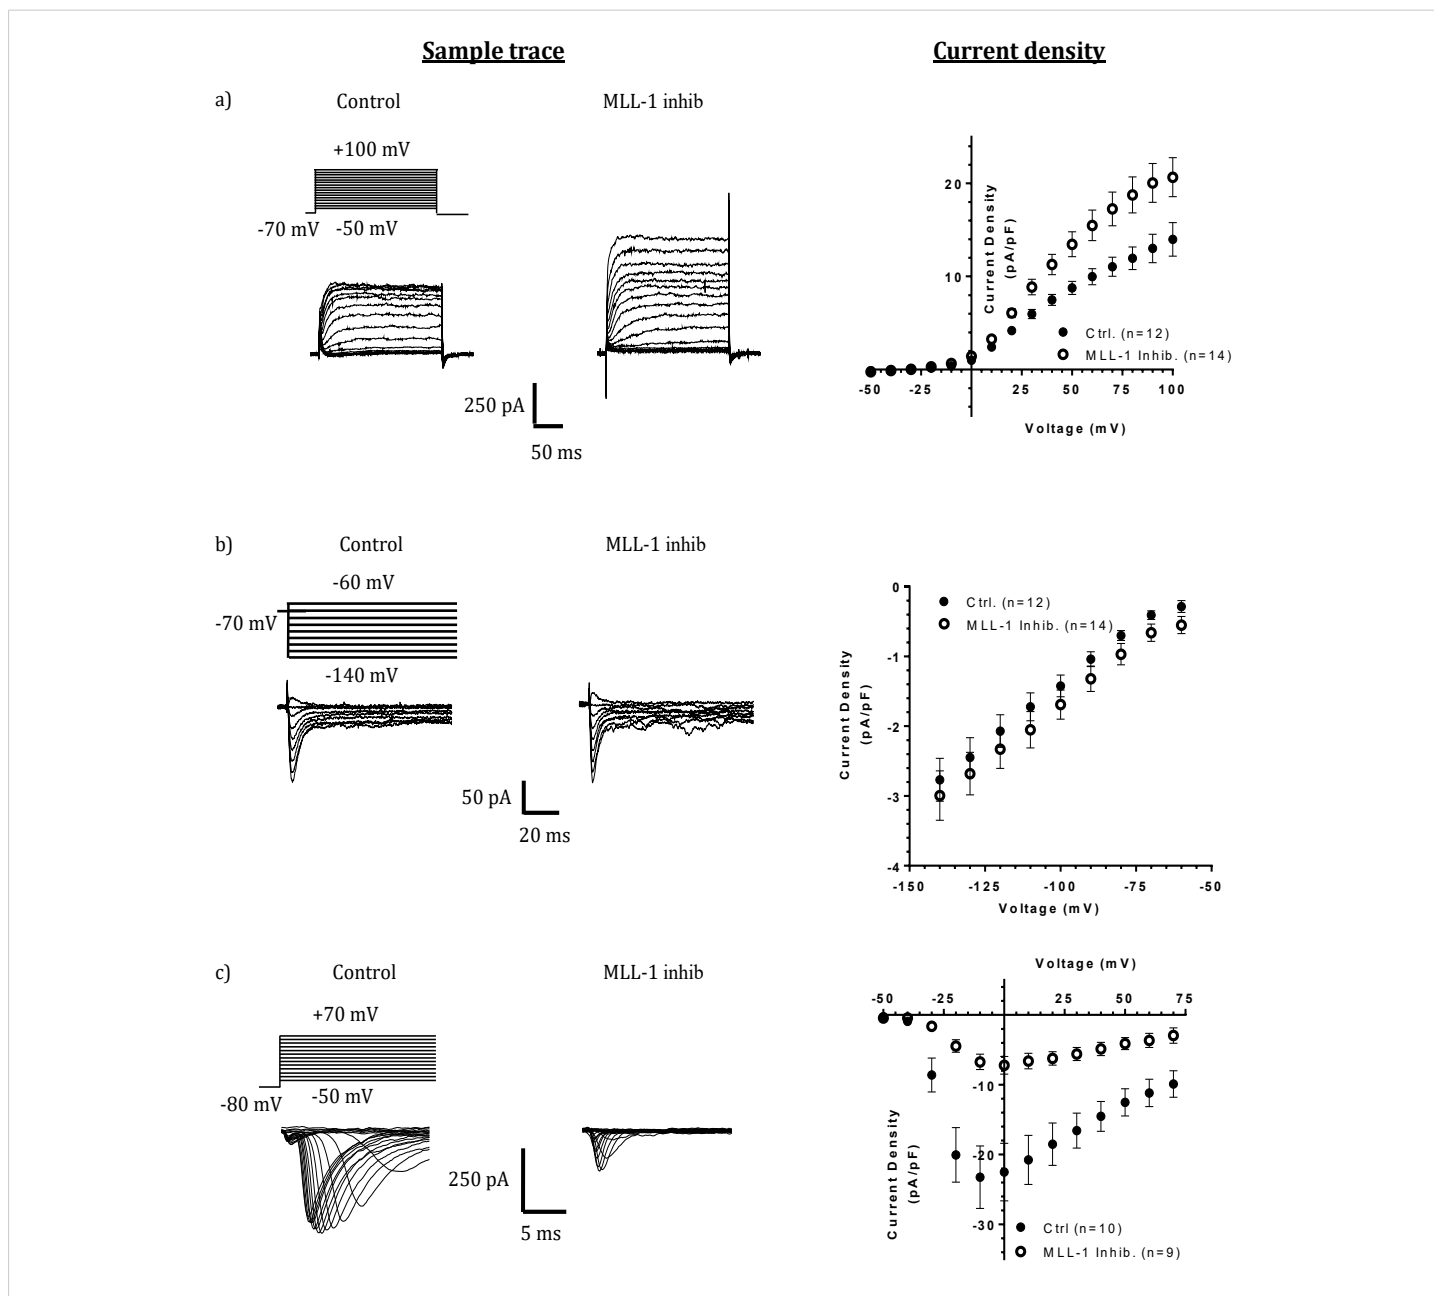 Sample trace
Current density
a)
Control
MLL-1 inhib
+100 mV
-70 mV
-50 mV
250 pA
50 ms
Current Density
(pA/pF)
20
10
-50
-25
25
50
75
100
Ctrl. (n=12)
MLL-1 Inhib. (n=14)
Voltage (mV)
b)
Control
MLL-1 inhib
-60 mV
-70 mV
-140 mV
50 pA
20 ms
Current Density
(pA/pF)
0
-1
-2
-3
-4
Ctrl. (n=12)
MLL-1 Inhib. (n=14)
-150
-125
-100
-75
-50
Voltage (mV)
c)
Control
MLL-1 inhib
+70 mV
-80 mV
-50 mV
250 pA
5 ms
Voltage (mV)
-50
-25
25
50
75
-10
-20
-30
Current Density
(pA/pF)
Ctrl (n=10)
MLL-1 Inhib. (n=9)